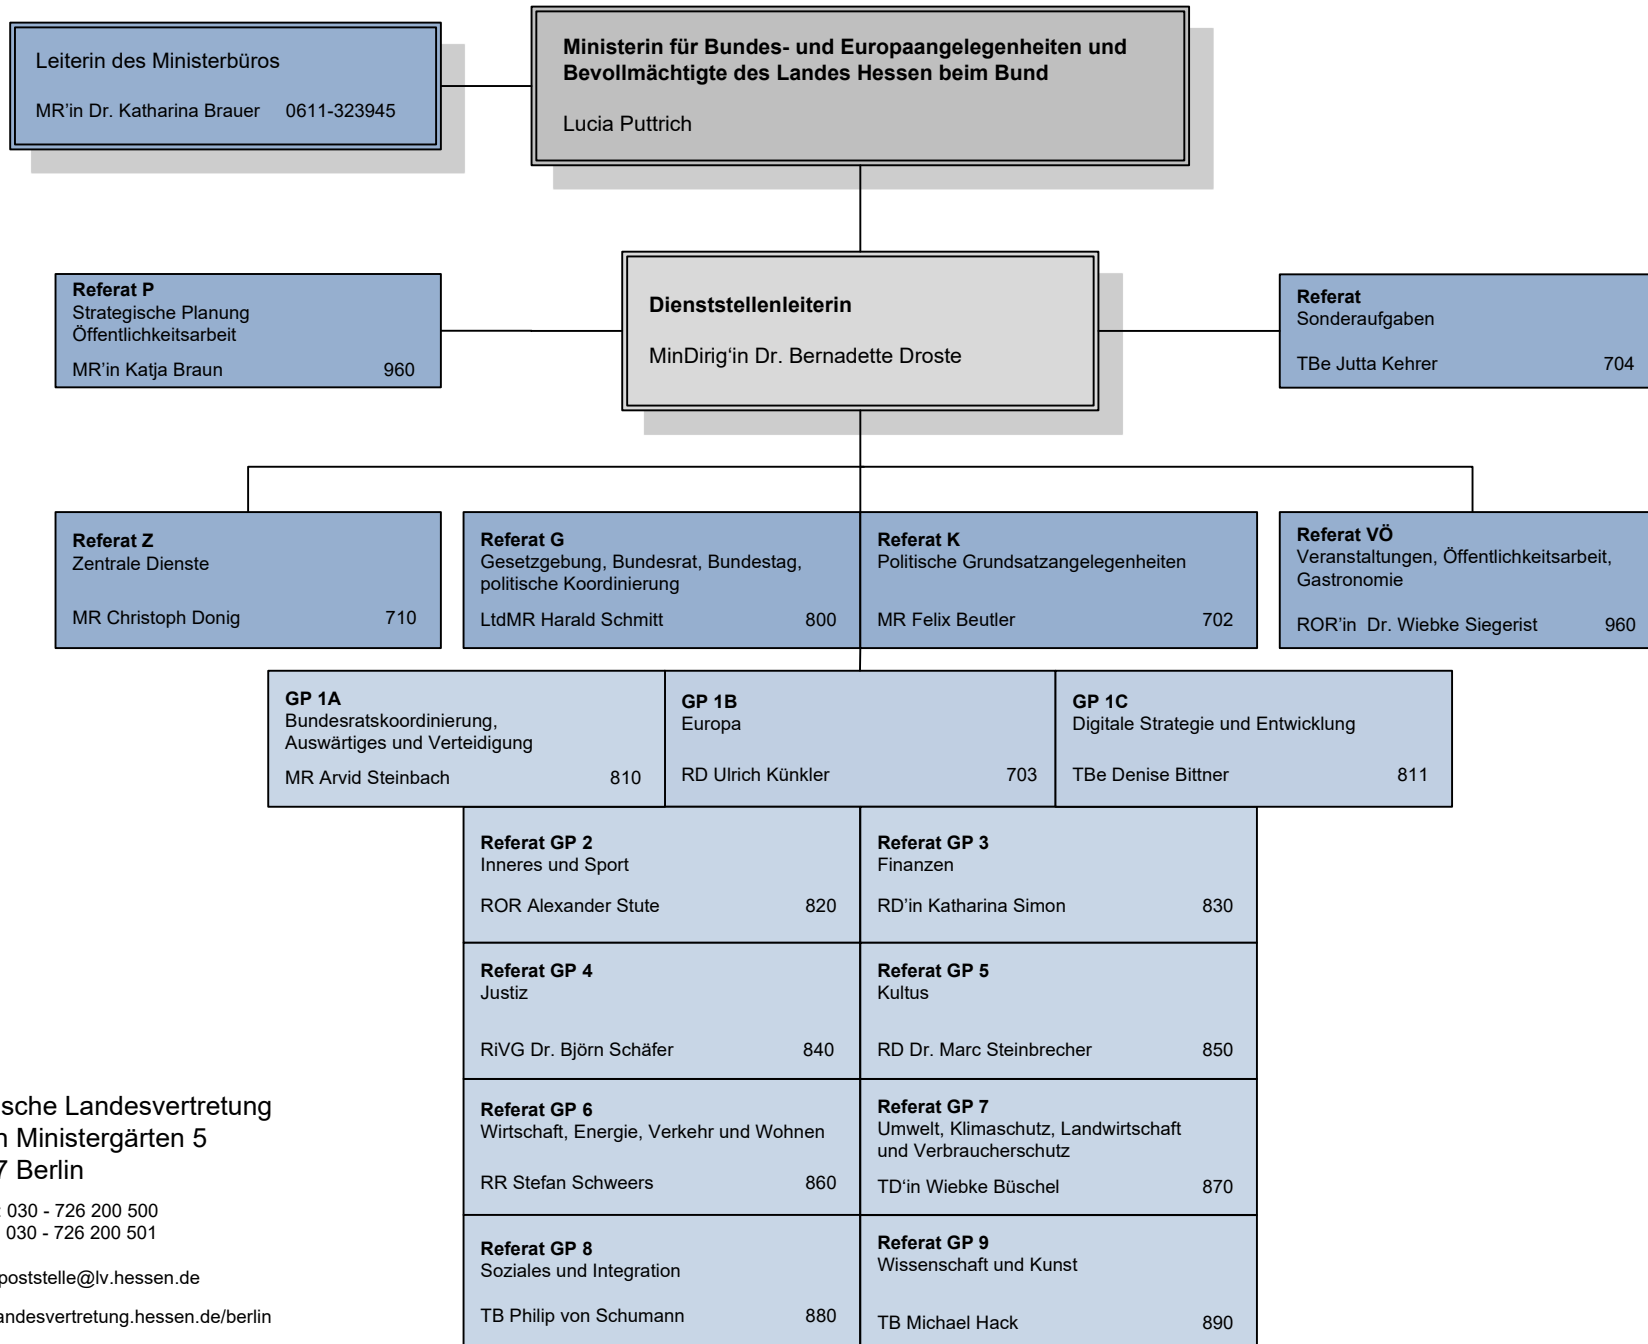 Leiterin des Ministerbüros
MR’in Dr. Katharina Brauer 0611-323945
Ministerin für Bundes- und Europaangelegenheiten und
Bevollmächtigte des Landes Hessen beim Bund
Lucia Puttrich
Referat P
Strategische Planung
Öffentlichkeitsarbeit
MR’in Katja Braun 960
Dienststellenleiterin
MinDirig‘in Dr. Bernadette Droste
Referat
Sonderaufgaben
TBe Jutta Kehrer 704
Referat Z
Zentrale Dienste
MR Christoph Donig 710
Referat G
Gesetzgebung, Bundesrat, Bundestag,
politische Koordinierung
LtdMR Harald Schmitt 800
Referat K
Politische Grundsatzangelegenheiten
MR Felix Beutler 702
Referat VÖ
Veranstaltungen, Öffentlichkeitsarbeit,
Gastronomie
ROR’in Dr. Wiebke Siegerist 960
GP 1A
Bundesratskoordinierung,
Auswärtiges und Verteidigung
MR Arvid Steinbach 810
GP 1B
Europa
RD Ulrich Künkler 703
GP 1C
Digitale Strategie und Entwicklung
TBe Denise Bittner 811
Referat GP 2
Inneres und Sport
ROR Alexander Stute 820
Referat GP 3
Finanzen
RD’in Katharina Simon 830
Referat GP 4
Justiz
RiVG Dr. Björn Schäfer 840
Referat GP 5
Kultus
RD Dr. Marc Steinbrecher 850
Referat GP 6
Wirtschaft, Energie, Verkehr und Wohnen
RR Stefan Schweers 860
Referat GP 7
Umwelt, Klimaschutz, Landwirtschaft
und Verbraucherschutz
TD‘in Wiebke Büschel 870
Referat GP 8
Soziales und Integration
TB Philip von Schumann 880
Referat GP 9
Wissenschaft und Kunst
TB Michael Hack 890
sche Landesvertretung
Ministergärten 5
7 Berlin
: 030 - 726 200 500
030 - 726 200 501
poststelle@lv.hessen.de
andesvertretung.hessen.de/berlin